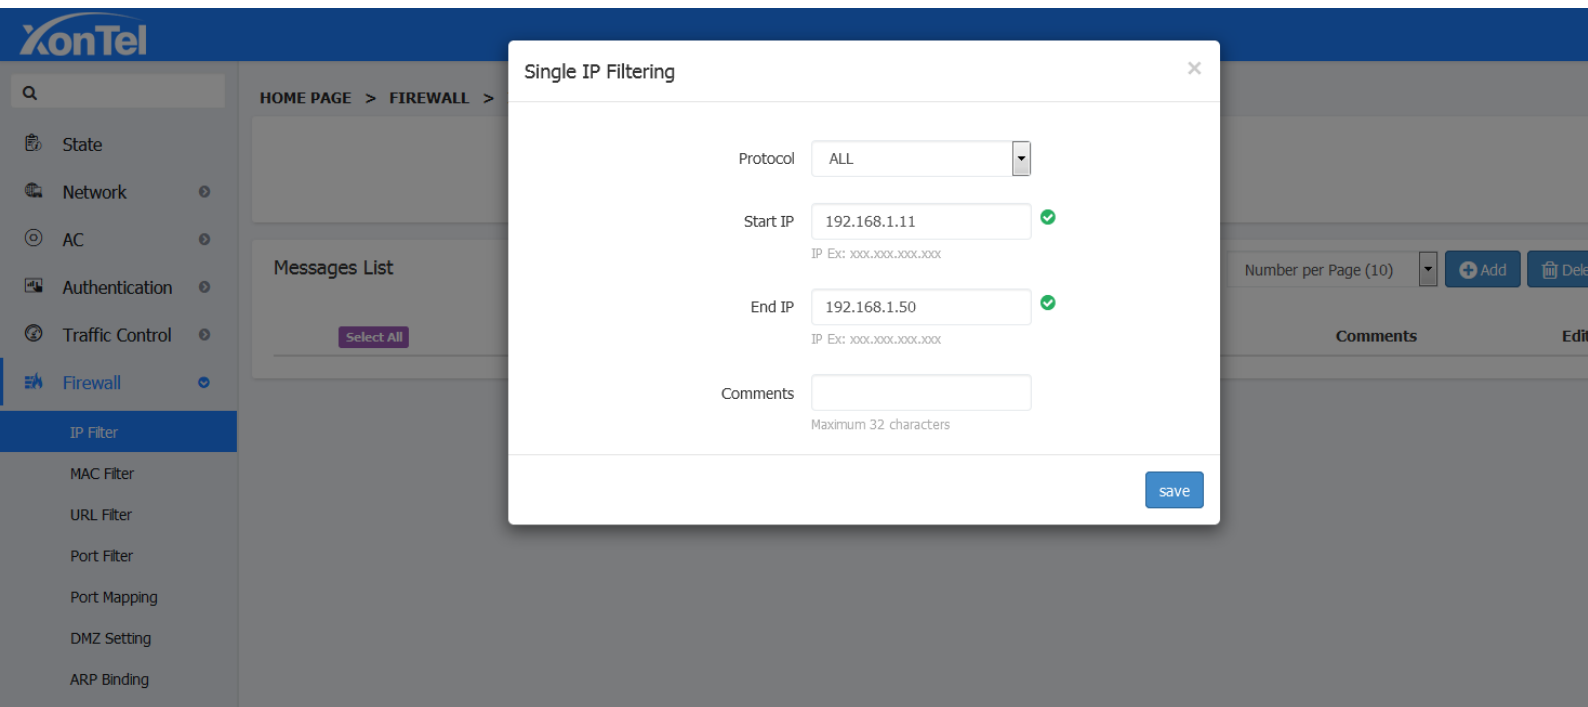 XonTel
Single IP Filtering
×
HOME PAGE > FIREWALL >
State
Network
AC
Authentication
Traffic Control
Firewall
IP Filter
MAC Filter
URL Filter
Port Filter
Port Mapping
DMZ Setting
ARP Binding
Messages List
Select All
Protocol ALL
Start IP 192.168.1.11
IP Ex: xxx.xxx.xxx.xxx
End IP 192.168.1.50
IP Ex: xxx.xxx.xxx.xxx
Comments
Maximum 32 characters
save
Number per Page (10) Add Dele
Comments Edit